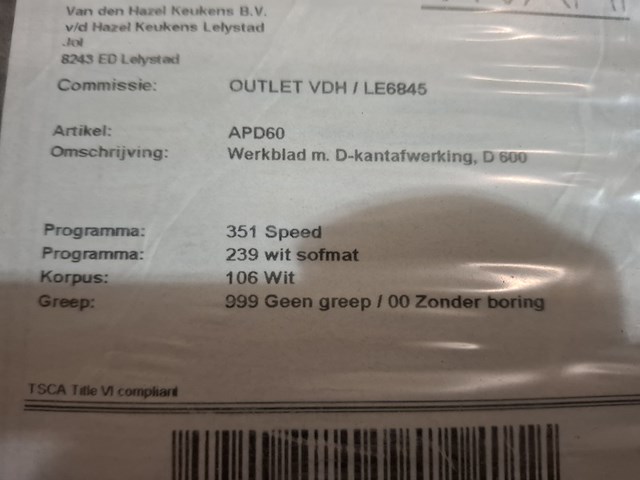 Van den Hazel Keukens B.V.
v/d Hazel Keukens Lelystad
Jol
8243 ED Lelystad
Commissie: OUTLET VDH / LE6845
Artikel: APD60
Omschrijving: Werkblad m. D-kantafwerking, D 600
Programma: 351 Speed
Programma: 239 wit sofmat
Korpus: 106 Wit
Greep: 999 Geen greep / 00 Zonder boring
TSCA Title VI compliant